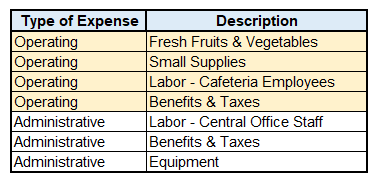 Type of Expense Description
Operating Fresh Fruits & Vegetables
Operating Small Supplies
Operating Labor - Cafeteria Employees
Operating Benefits & Taxes
Administrative Labor - Central Office Staff
Administrative Benefits & Taxes
Administrative Equipment